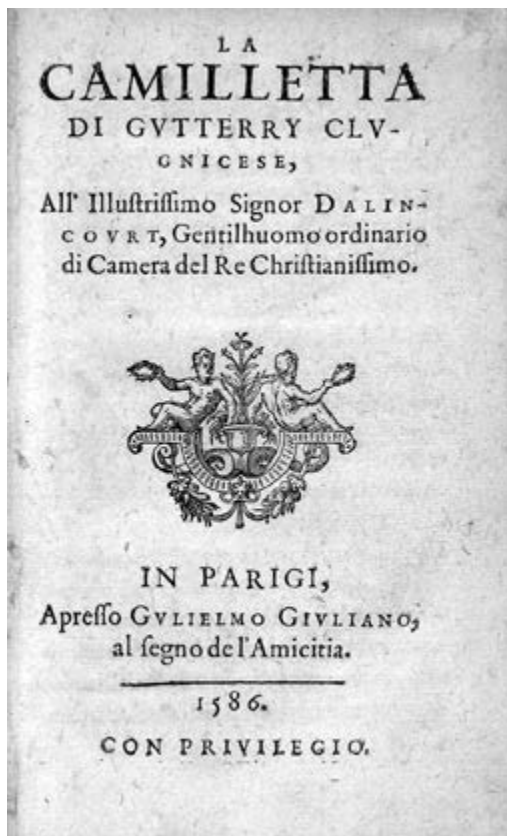 LA
CAMILLETTA
DI GVTTERRY CLV-
GNICESE,
All' Illuſtriſſimo Signor DALIN-
COVRT, Gentilhuomo ordinario
di Camera del Re Chriſtianiſſimo.
IN PARIGI,
Apreſſo GVLIELMO GIVLIANO,
al ſegno de l'Amicitia.
1586.
CON PRIVILEGIO.